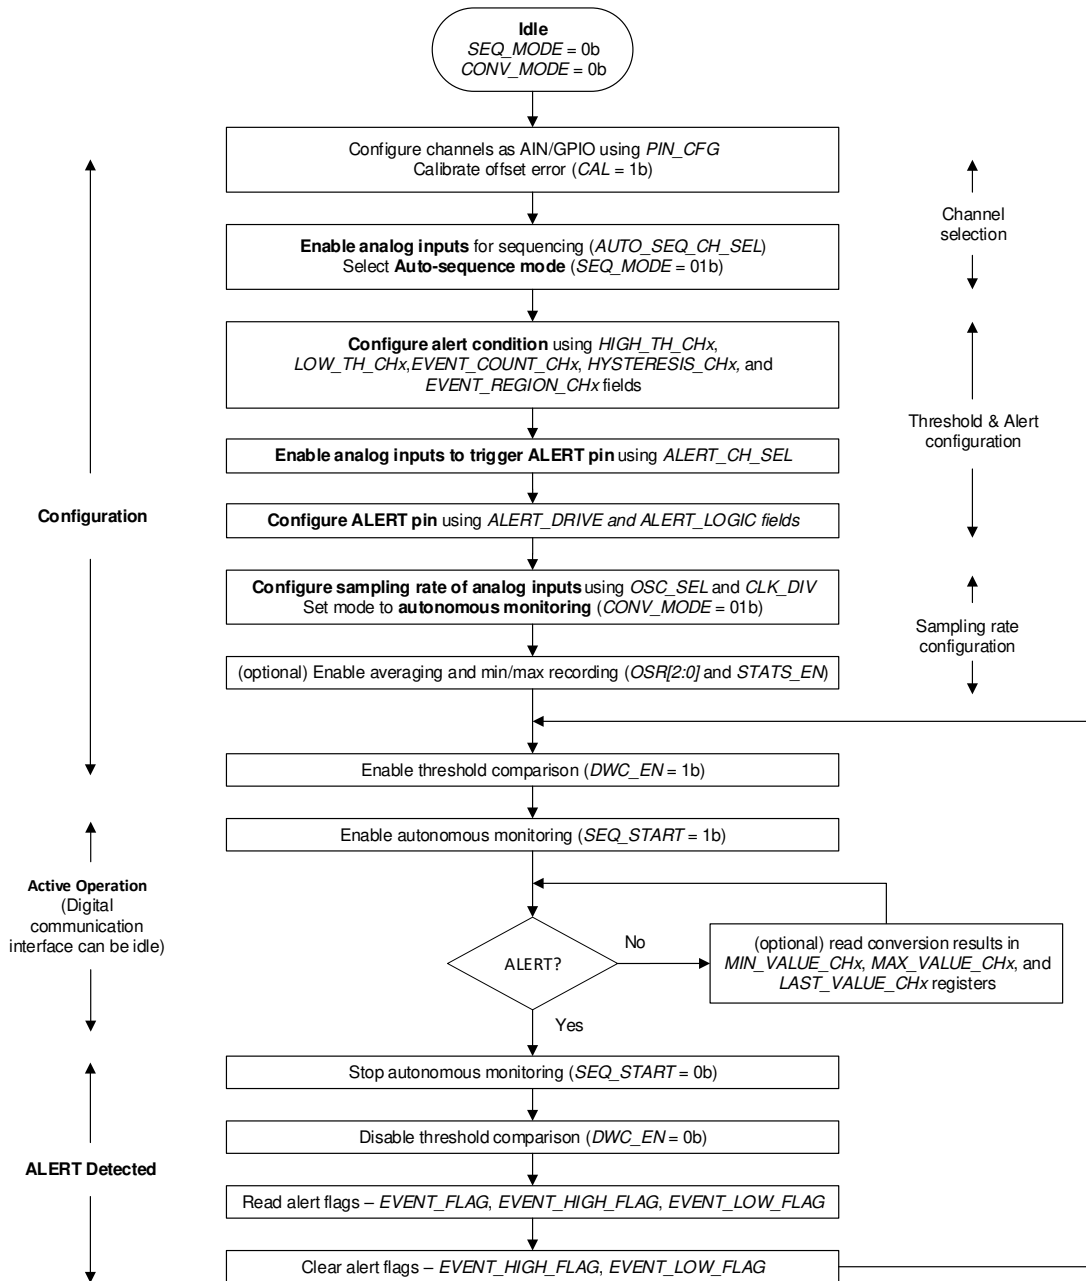 Idle
SEQ_MODE = 0b
CONV_MODE = 0b
Configure channels as AIN/GPIO using PIN_CFG
Calibrate offset error (CAL = 1b)
Channel
selection
Enable analog inputs for sequencing (AUTO_SEQ_CH_SEL)
Select Auto-sequence mode (SEQ_MODE = 01b)
Configure alert condition using HIGH_TH_CHx,
LOW_TH_CHx,EVENT_COUNT_CHx, HYSTERESIS_CHx, and
EVENT_REGION_CHx fields
Threshold & Alert
configuration
Enable analog inputs to trigger ALERT pin using ALERT_CH_SEL
Configuration
Configure ALERT pin using ALERT_DRIVE and ALERT_LOGIC fields
Configure sampling rate of analog inputs using OSC_SEL and CLK_DIV
Set mode to autonomous monitoring (CONV_MODE = 01b)
Sampling rate
configuration
(optional) Enable averaging and min/max recording (OSR[2:0] and STATS_EN)
Enable threshold comparison (DWC_EN = 1b)
Enable autonomous monitoring (SEQ_START = 1b)
Active Operation
(Digital
communication
interface can be idle)
ALERT?
No
(optional) read conversion results in
MIN_VALUE_CHx, MAX_VALUE_CHx, and
LAST_VALUE_CHx registers
Yes
Stop autonomous monitoring (SEQ_START = 0b)
Disable threshold comparison (DWC_EN = 0b)
ALERT Detected
Read alert flags – EVENT_FLAG, EVENT_HIGH_FLAG, EVENT_LOW_FLAG
Clear alert flags – EVENT_HIGH_FLAG, EVENT_LOW_FLAG